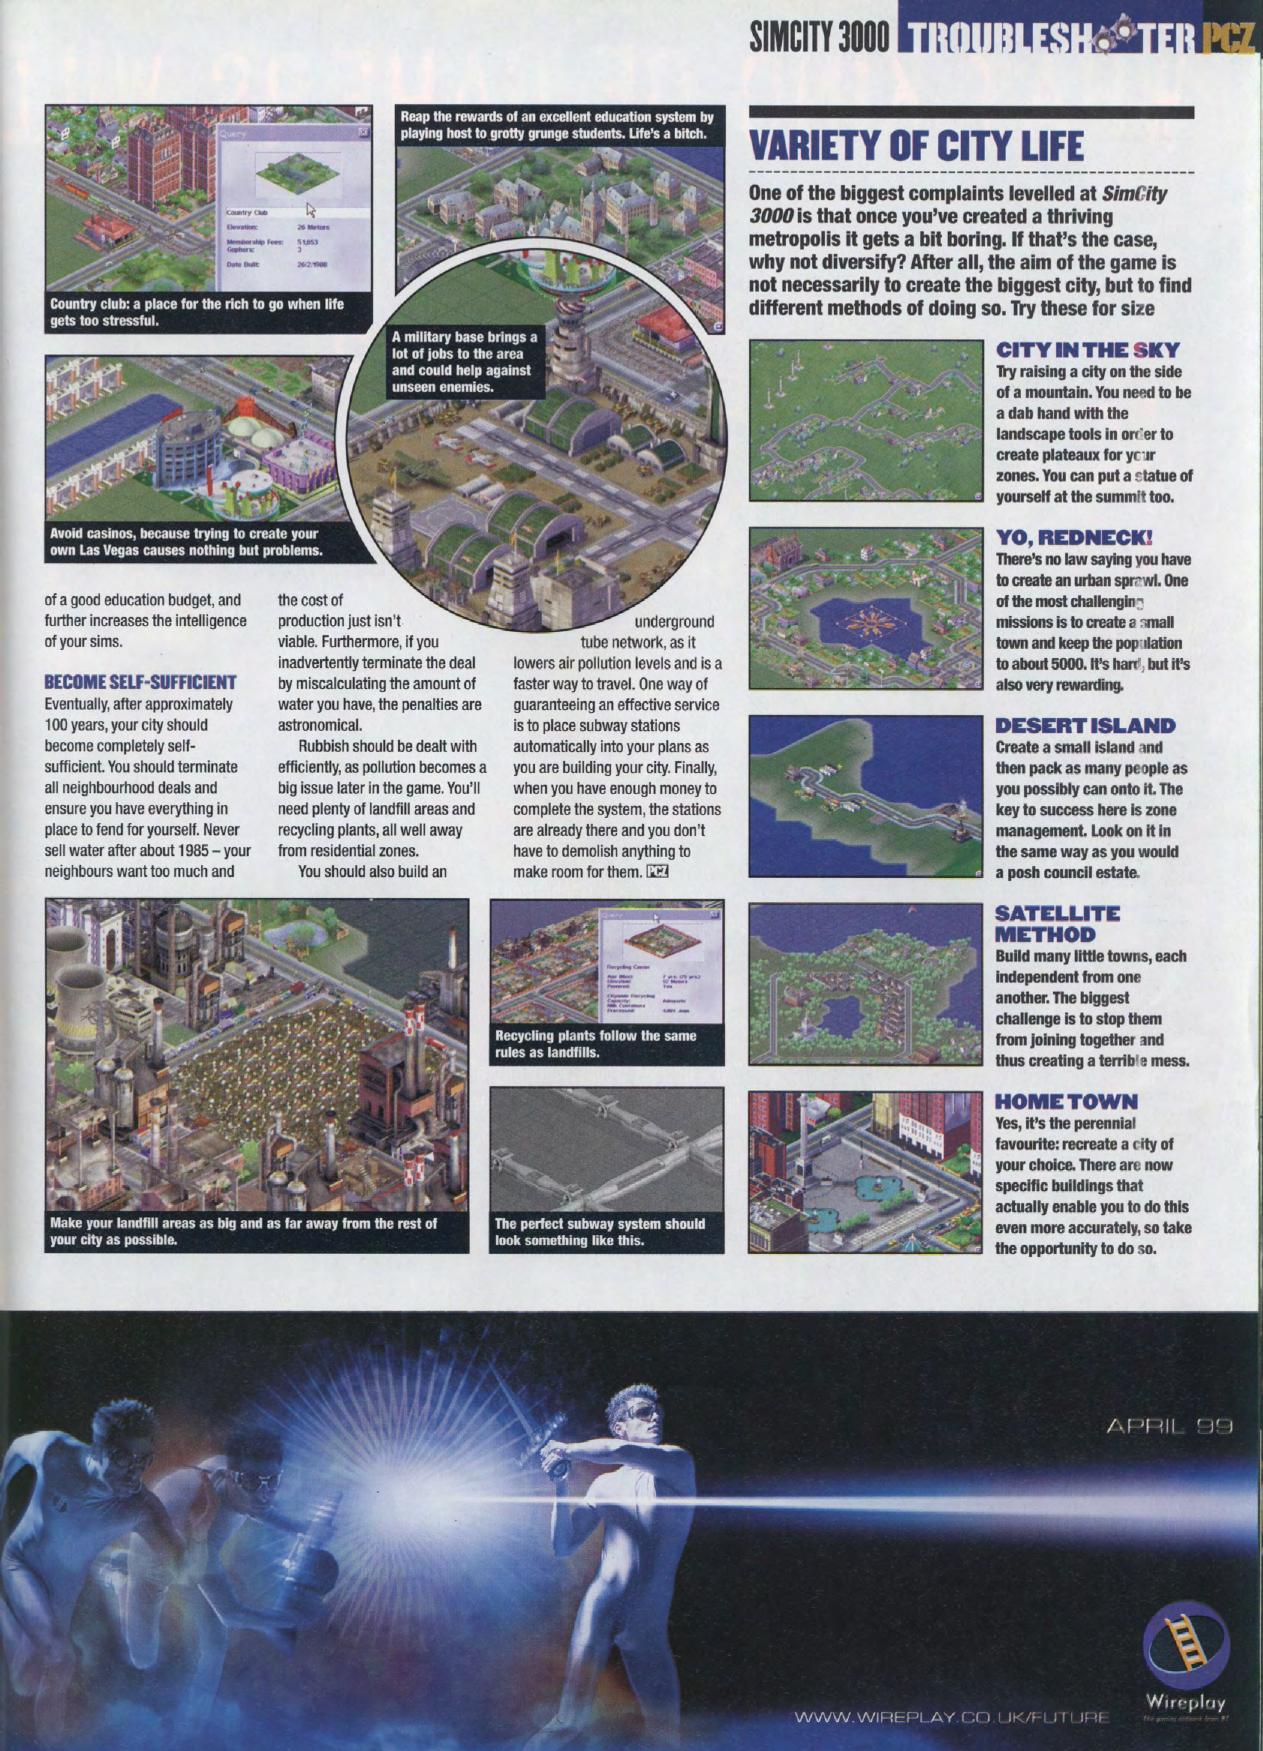 SIMCITY 3000 TROUBLESHOOTER PCZ
Query
Country Club
Elevation: 26 Meters
Membership Fees: $1,053
Gophers: 3
Date Built: 26/2/1988
Country club: a place for the rich to go when life
gets too stressful.
Reap the rewards of an excellent education system by
playing host to grotty grunge students. Life's a bitch.
A military base brings a
lot of jobs to the area
and could help against
unseen enemies.
Avoid casinos, because trying to create your
own Las Vegas causes nothing but problems.
of a good education budget, and
further increases the intelligence
of your sims.
BECOME SELF-SUFFICIENT
Eventually, after approximately
100 years, your city should
become completely self-
sufficient. You should terminate
all neighbourhood deals and
ensure you have everything in
place to fend for yourself. Never
sell water after about 1985 – your
neighbours want too much and
the cost of
production just isn't
viable. Furthermore, if you
inadvertently terminate the deal
by miscalculating the amount of
water you have, the penalties are
astronomical.
Rubbish should be dealt with
efficiently, as pollution becomes a
big issue later in the game. You'll
need plenty of landfill areas and
recycling plants, all well away
from residential zones.
You should also build an
underground
tube network, as it
lowers air pollution levels and is a
faster way to travel. One way of
guaranteeing an effective service
is to place subway stations
automatically into your plans as
you are building your city. Finally,
when you have enough money to
complete the system, the stations
are already there and you don't
have to demolish anything to
make room for them. PCZ
Make your landfill areas as big and as far away from the rest of
your city as possible.
Query
Recycling Center
Elevation:
Powered: Yes
Citywide Recycling
Capacity: Adequate
Recycling plants follow the same
rules as landfills.
The perfect subway system should
look something like this.
VARIETY OF CITY LIFE
One of the biggest complaints levelled at SimCity
3000 is that once you've created a thriving
metropolis it gets a bit boring. If that's the case,
why not diversify? After all, the aim of the game is
not necessarily to create the biggest city, but to find
different methods of doing so. Try these for size
CITY IN THE SKY
Try raising a city on the side
of a mountain. You need to be
a dab hand with the
landscape tools in order to
create plateaux for your
zones. You can put a statue of
yourself at the summit too.
YO, REDNECK!
There's no law saying you have
to create an urban sprawl. One
of the most challenging
missions is to create a small
town and keep the population
to about 5000. It's hard, but it's
also very rewarding.
DESERT ISLAND
Create a small island and
then pack as many people as
you possibly can onto it. The
key to success here is zone
management. Look on it in
the same way as you would
a posh council estate.
SATELLITE
METHOD
Build many little towns, each
independent from one
another. The biggest
challenge is to stop them
from joining together and
thus creating a terrible mess.
HOME TOWN
Yes, it's the perennial
favourite: recreate a city of
your choice. There are now
specific buildings that
actually enable you to do this
even more accurately, so take
the opportunity to do so.
APRIL 99
Wireplay
The games network from BT
WWW.WIREPLAY.CO.UK/FUTURE